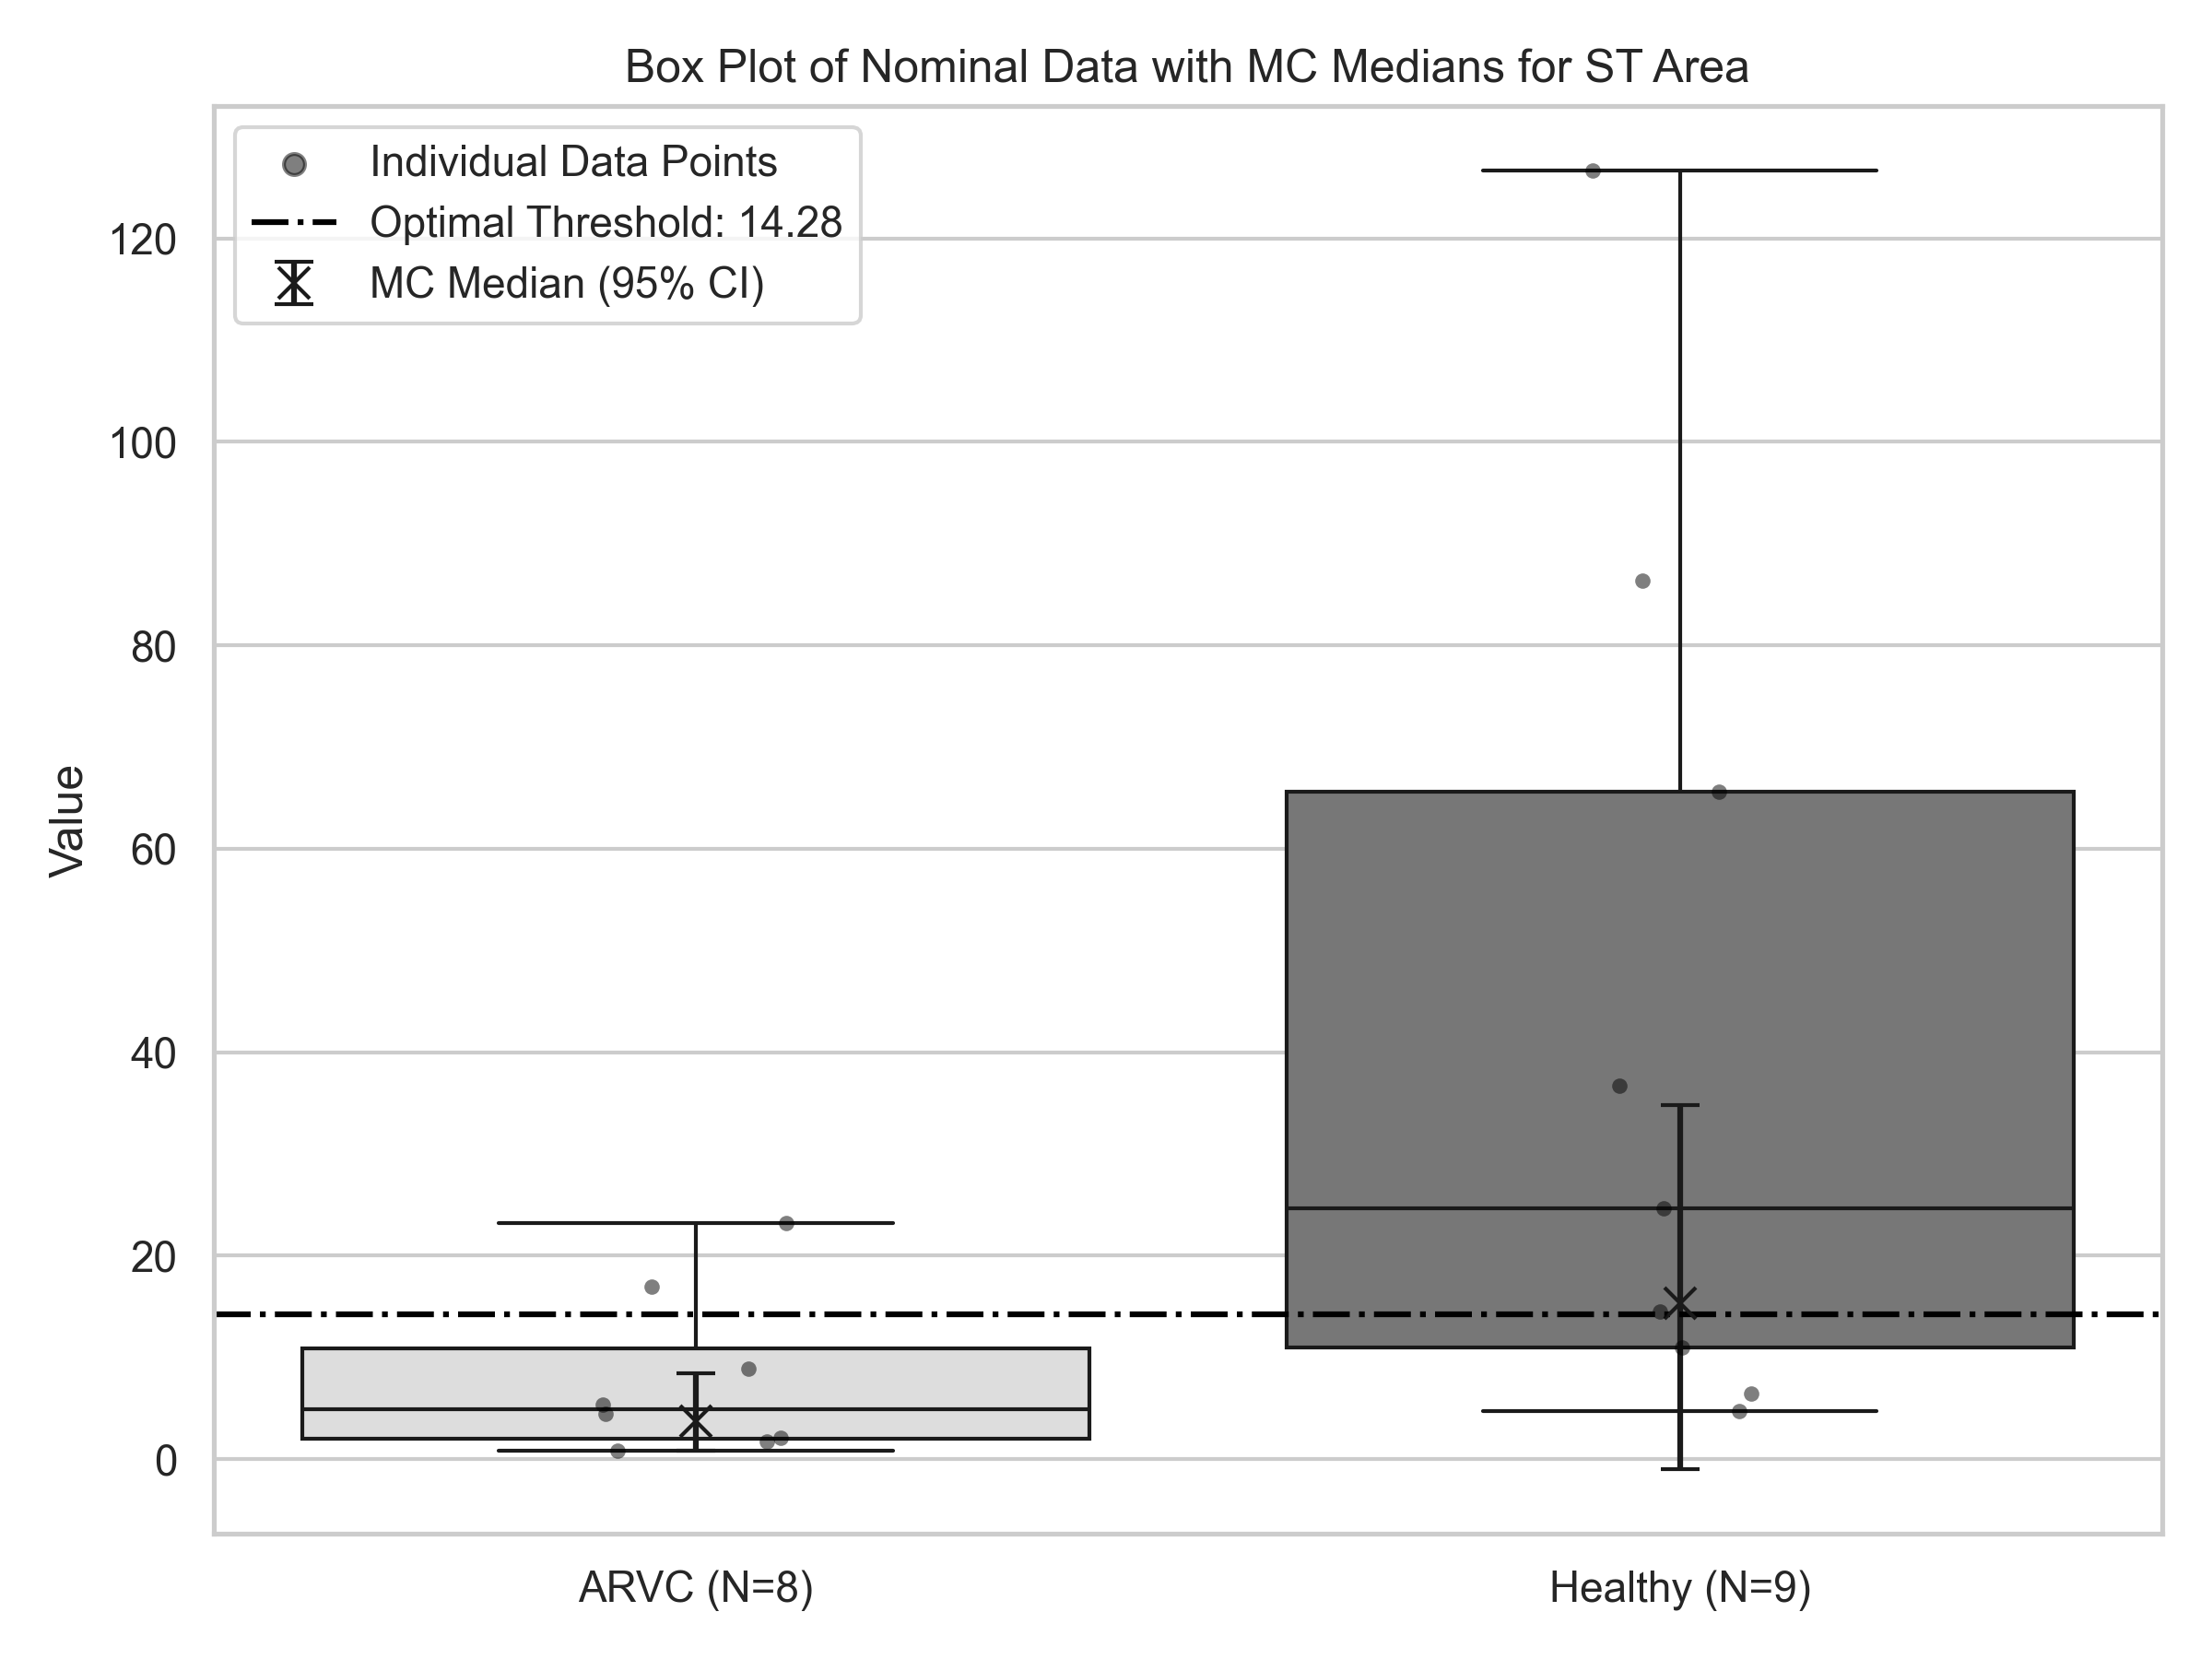 Box Plot of Nominal Data with MC Medians for ST Area
Individual Data Points
Optimal Threshold: 14.28
MC Median (95% CI)
120
100
80
60
40
20
0
Value
ARVC (N=8)
Healthy (N=9)